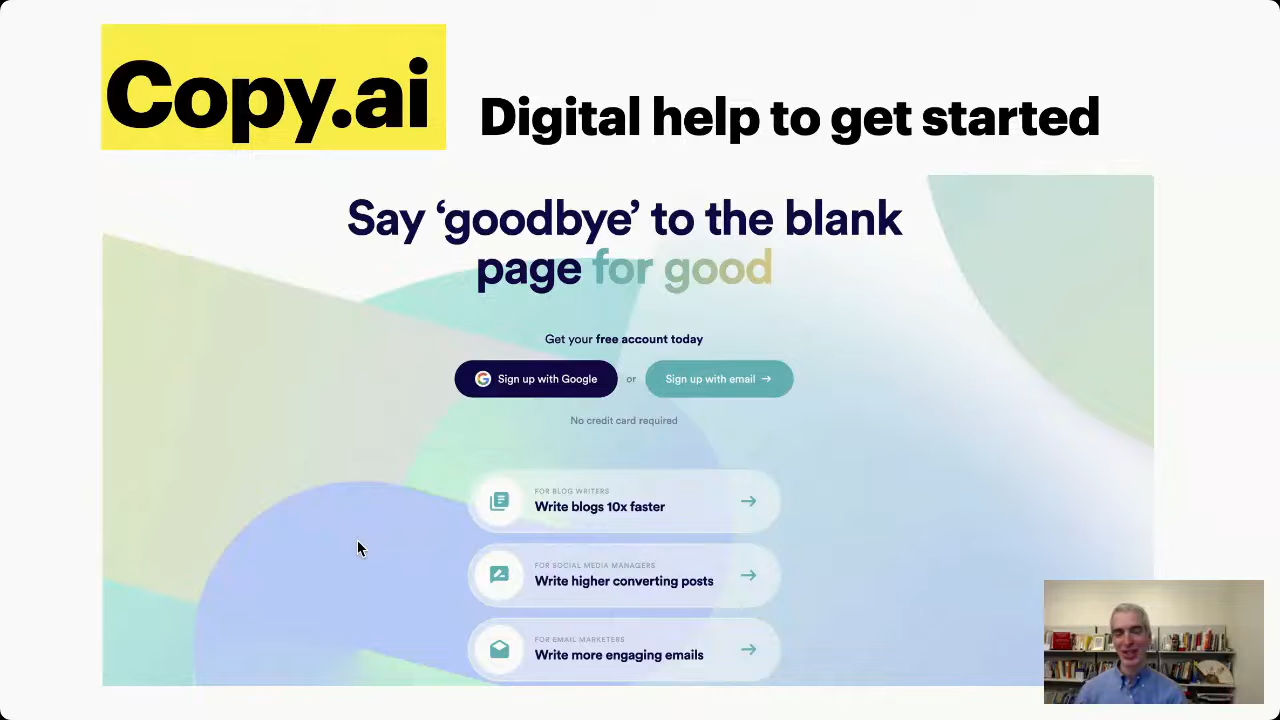 Copy.ai
Digital help to get started
Say ‘goodbye’ to the blank
page for good
Get your free account today
Sign up with Google
or
Sign up with email →
No credit card required
FOR BLOG WRITERS
Write blogs 10x faster
FOR SOCIAL MEDIA MANAGERS
Write higher converting posts
FOR EMAIL MARKETERS
Write more engaging emails